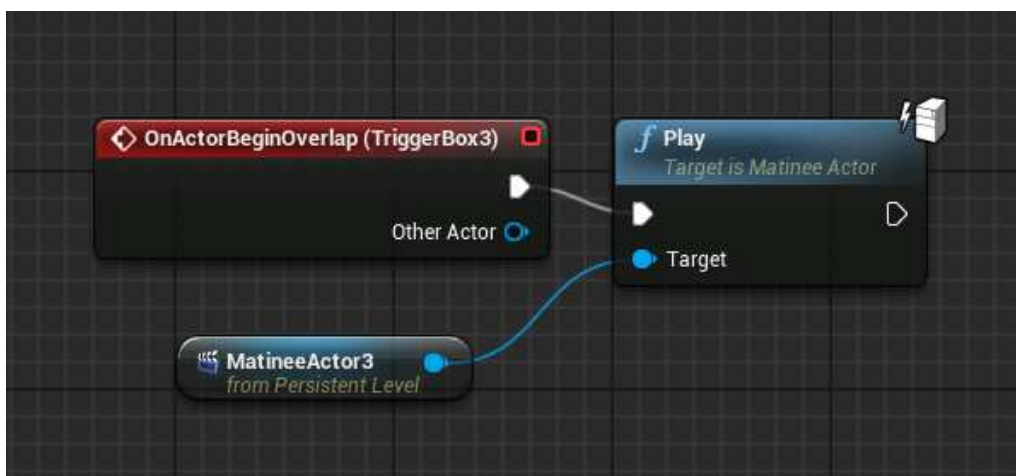 OnActorBeginOverlap (TriggerBox3)
Other Actor
f Play
Target is Matinee Actor
Target
MatineeActor3
from Persistent Level